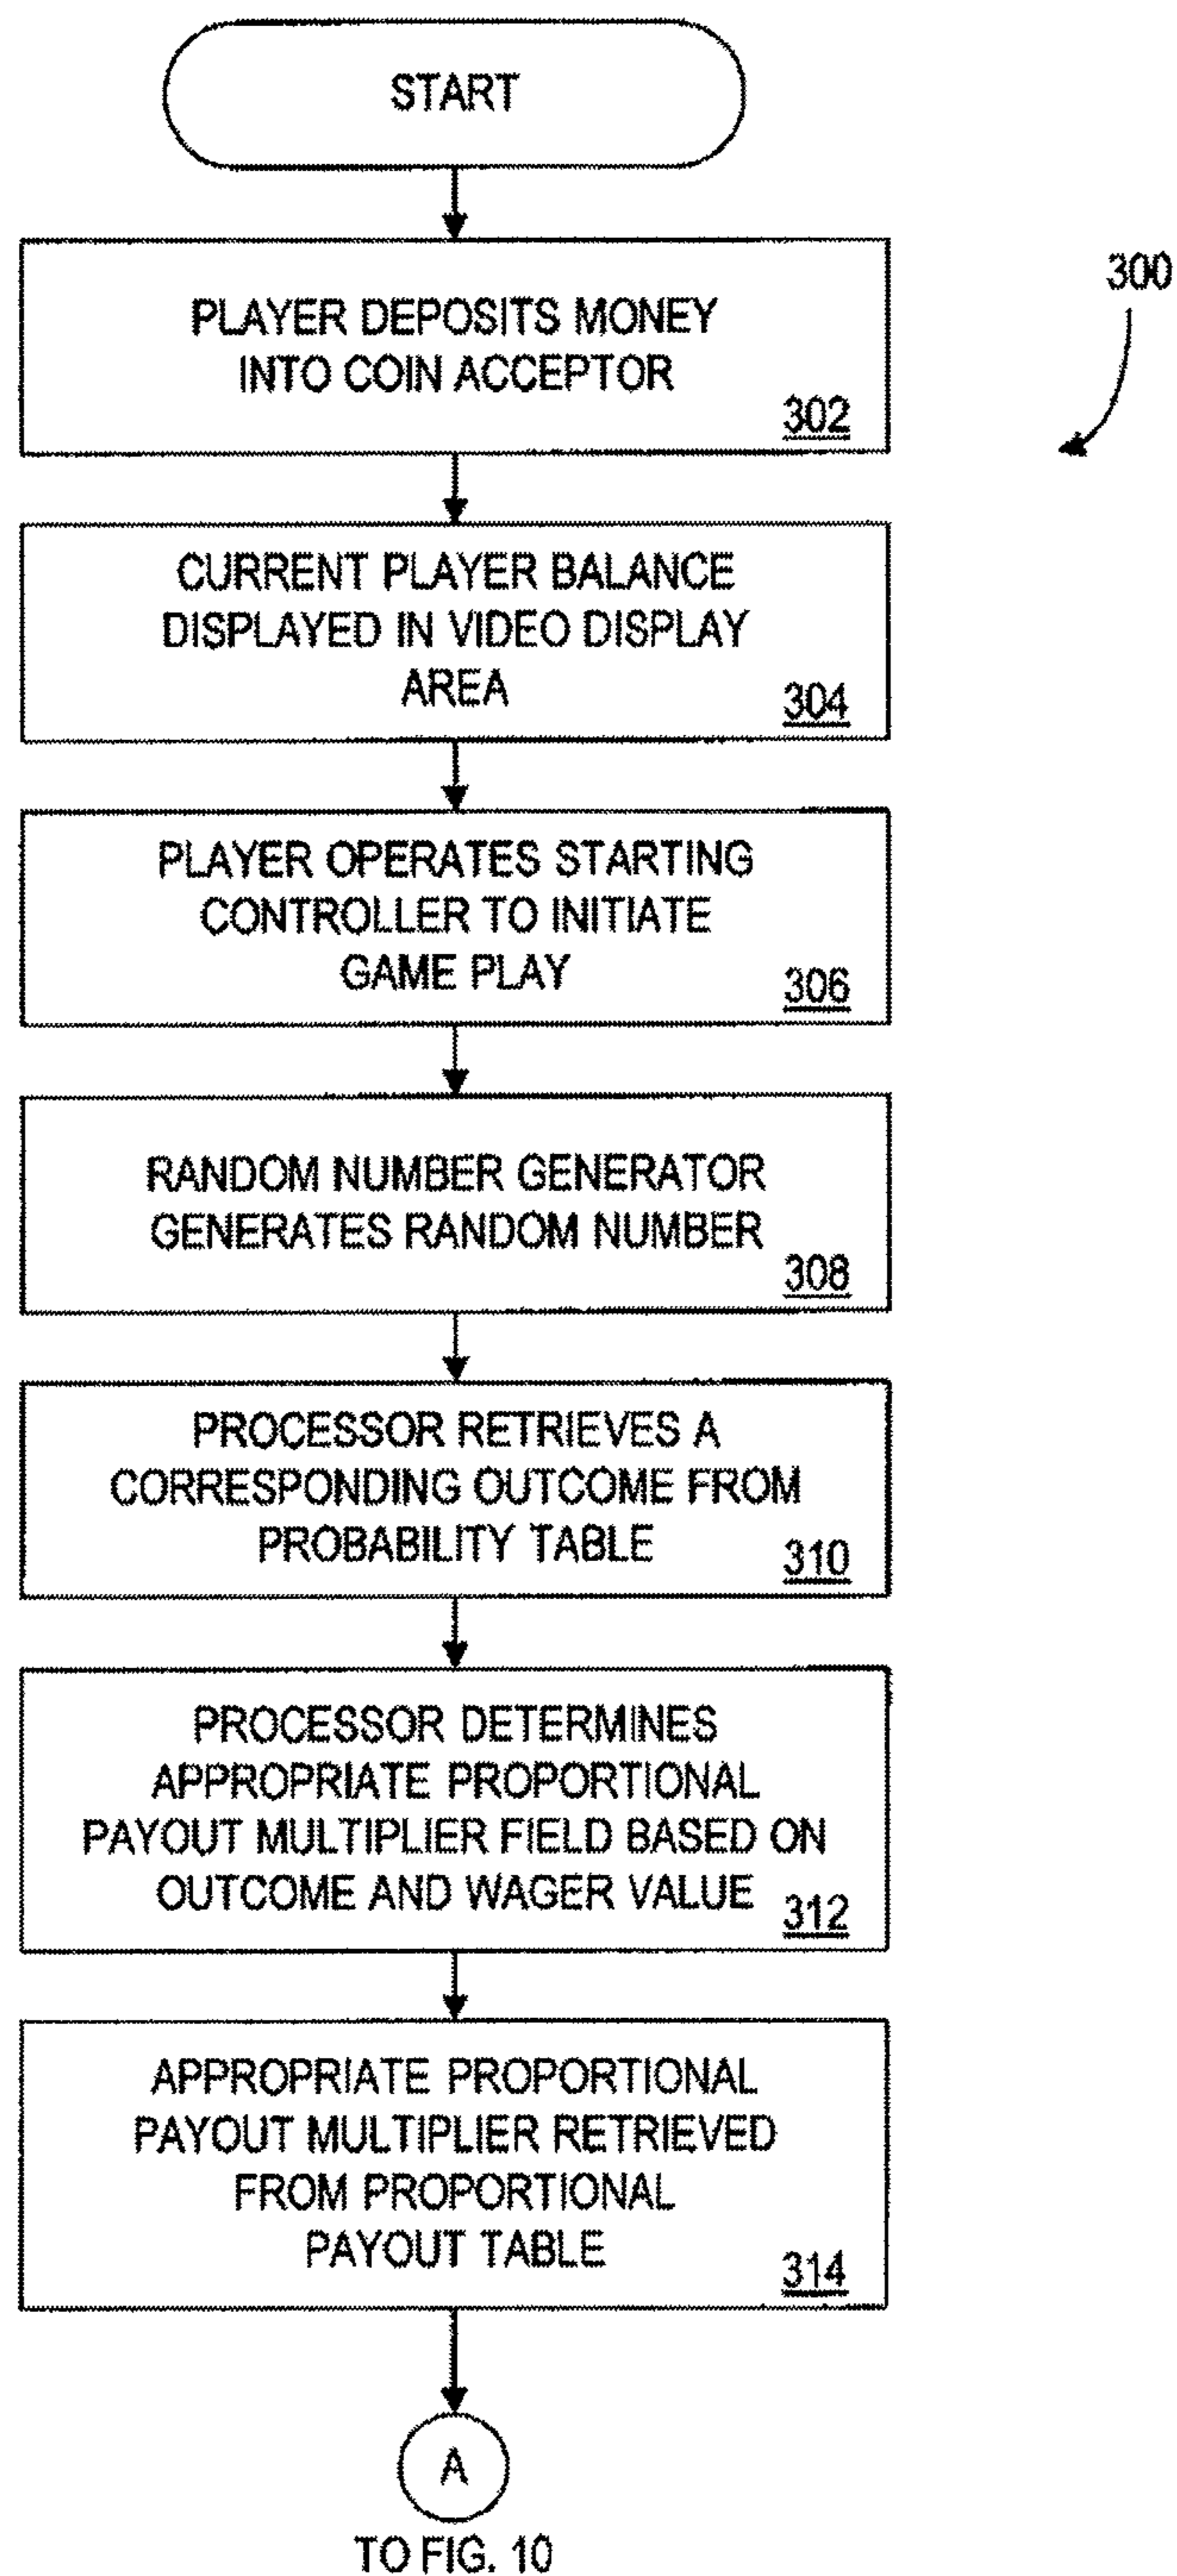 START
300
PLAYER DEPOSITS MONEY
INTO COIN ACCEPTOR
302
CURRENT PLAYER BALANCE
DISPLAYED IN VIDEO DISPLAY
AREA
304
PLAYER OPERATES STARTING
CONTROLLER TO INITIATE
GAME PLAY
306
RANDOM NUMBER GENERATOR
GENERATES RANDOM NUMBER
308
PROCESSOR RETRIEVES A
CORRESPONDING OUTCOME FROM
PROBABILITY TABLE
310
PROCESSOR DETERMINES
APPROPRIATE PROPORTIONAL
PAYOUT MULTIPLIER FIELD BASED ON
OUTCOME AND WAGER VALUE
312
APPROPRIATE PROPORTIONAL
PAYOUT MULTIPLIER RETRIEVED
FROM PROPORTIONAL
PAYOUT TABLE
314
A
TO FIG. 10